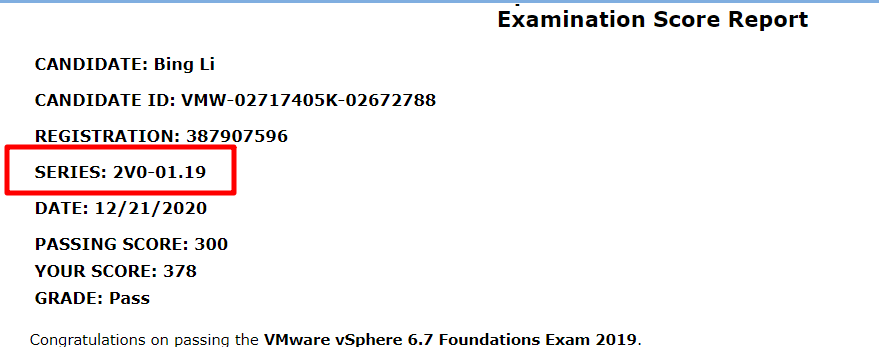 Examination Score Report
CANDIDATE: Bing Li
CANDIDATE ID: VMW-02717405K-02672788
REGISTRATION: 387907596
SERIES: 2V0-01.19
DATE: 12/21/2020
PASSING SCORE: 300
YOUR SCORE: 378
GRADE: Pass
Congratulations on passing the VMware vSphere 6.7 Foundations Exam 2019.